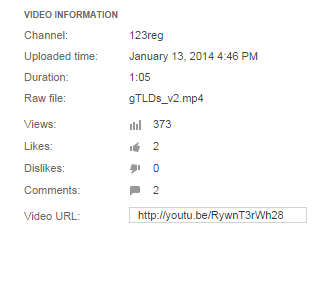 VIDEO INFORMATION
Channel: 123reg
Uploaded time: January 13, 2014 4:46 PM
Duration: 1:05
Raw file: gTLDs_v2.mp4
Views: 373
Likes: 2
Dislikes: 0
Comments: 2
Video URL: http://youtu.be/RywnT3rWh28